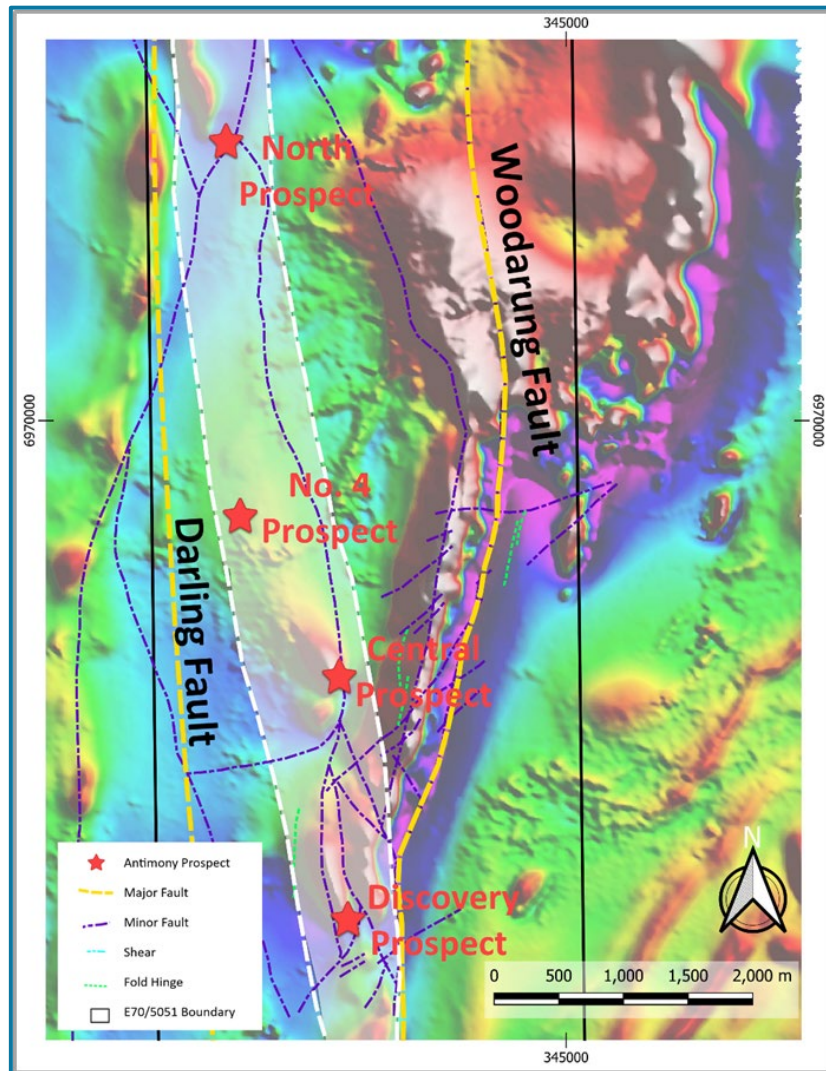 345000
North
Prospect
Woodarung Fault
6970000
6970000
No. 4
Prospect
Darling Fault
Central
Prospect
Discovery
Prospect
Antimony Prospect
Major Fault
Minor Fault
Shear
Fold Hinge
E70/5051 Boundary
N
0 500 1,000 1,500 2,000 m
345000